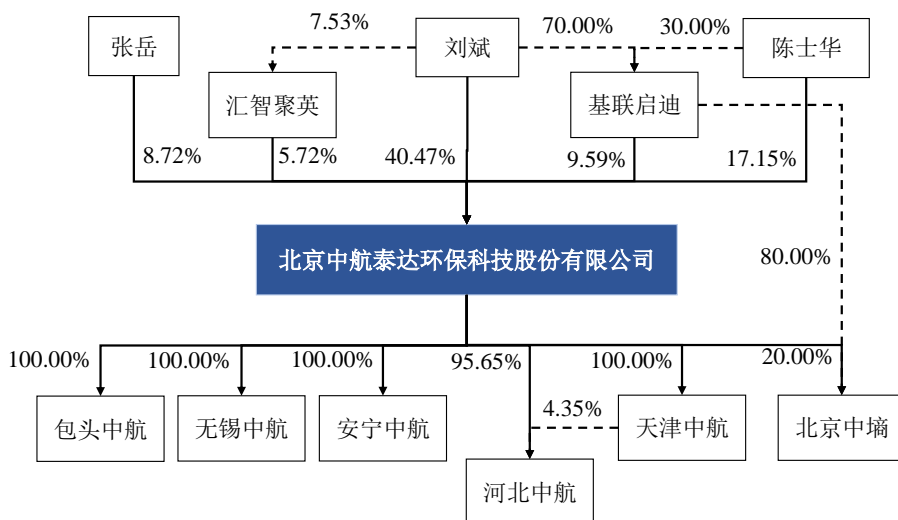 7.53%
70.00%
30.00%
张岳
刘斌
陈士华
汇智聚英
基联启迪
8.72%
5.72%
40.47%
9.59%
17.15%
北京中航泰达环保科技股份有限公司
80.00%
100.00%
100.00%
100.00%
95.65%
100.00%
20.00%
4.35%
包头中航
无锡中航
安宁中航
天津中航
北京中墒
河北中航